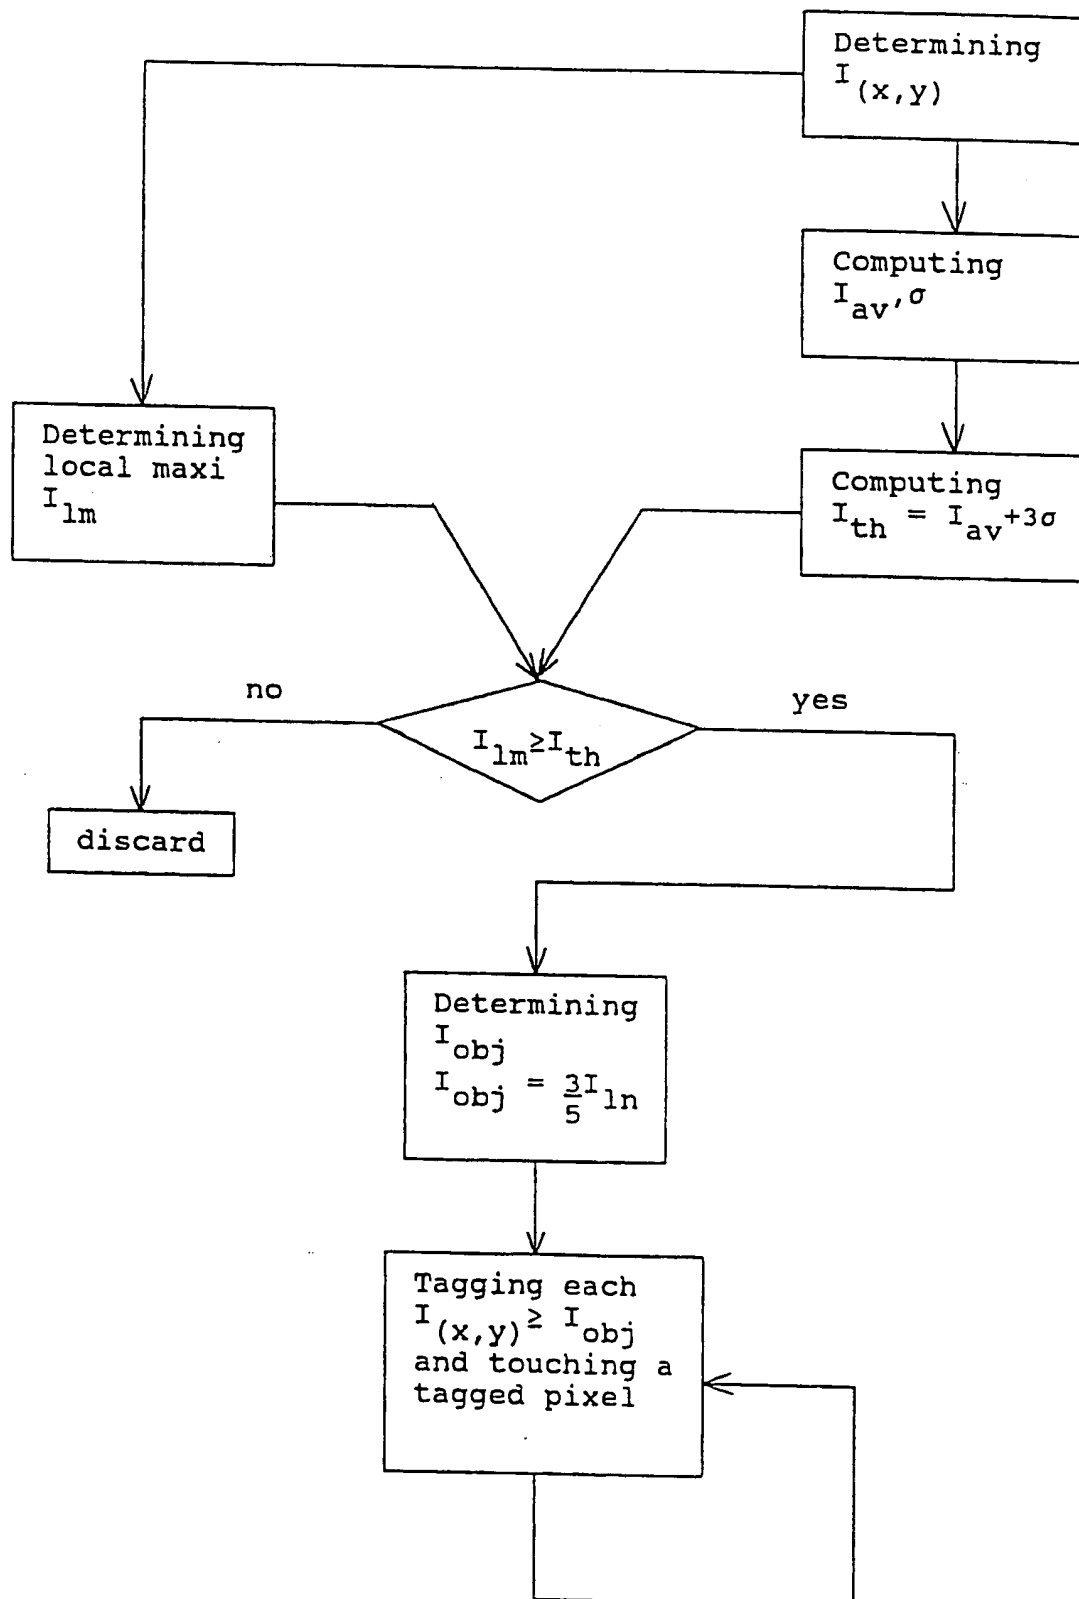 Determining
I(x,y)
Computing
Iav,σ
Determining
local maxi
Ilm
Computing
Ith = Iav+3σ
no
yes
Ilm≥Ith
discard
Determining
Iobj
Iobj = 3/5 Iln
Tagging each
I(x,y)≥ Iobj
and touching a
tagged pixel